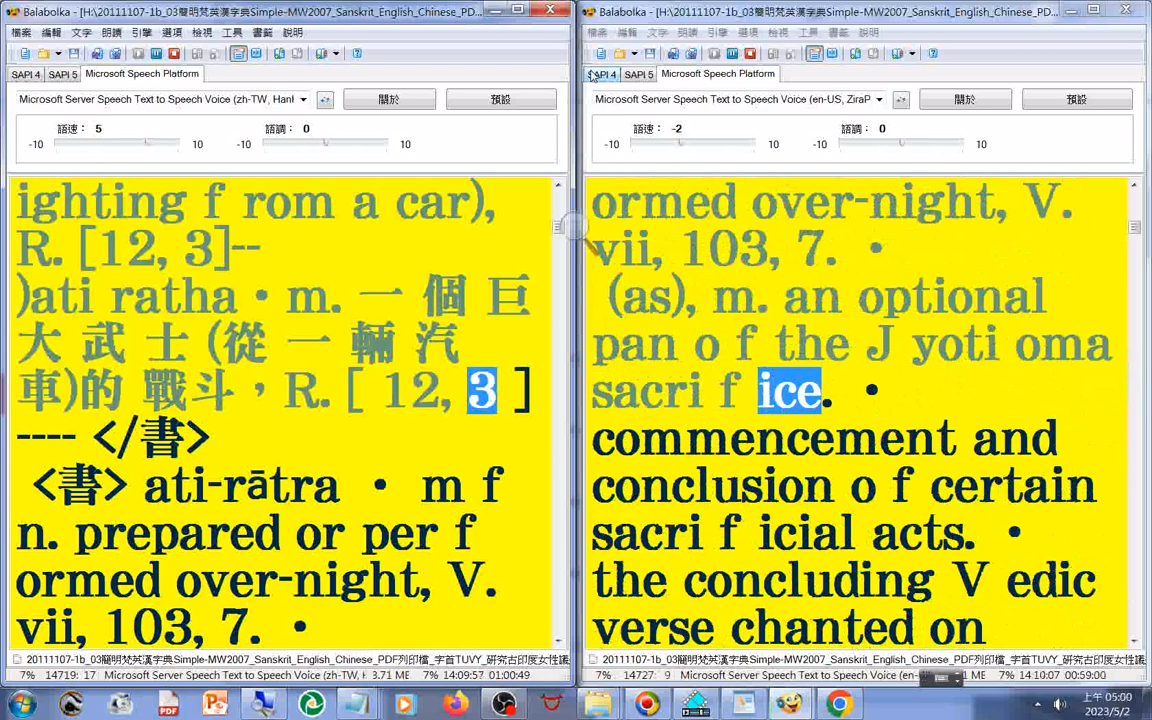 Balabolka - [H:\20111107-1b_03簡明梵英漢字典Simple-MW2007_Sanskrit_English_Chinese_PD...
檔案 編輯 文字 朗讀 引擎 選項 檢視 工具 書籤 說明
SAPI 4 SAPI 5 Microsoft Speech Platform
Microsoft Server Speech Text to Speech Voice (zh-TW, Hanl 關於 預設
語速： 5 語調： 0
-10 10 -10 10
ighting f rom a car),
R. [12, 3]--
)ati ratha • m. 一 個 巨
大 武 士 (從 一 輛 汽
車)的 戰斗，R. [ 12, 3 ]
---- </書>
<書> ati-rātra • m f
n. prepared or per f
ormed over-night, V.
vii, 103, 7. •
20111107-1b_03簡明梵英漢字典Simple-MW2007_Sanskrit_English_Chinese_PDF列印檔_字首TUVY_研究古印度女性議
7% 14719: 17 Microsoft Server Speech Text to Speech Voice (zh-TW, H 3.71 ME 7% 14:09:57 01:00:49
Balabolka - [H:\20111107-1b_03簡明梵英漢字典Simple-MW2007_Sanskrit_English_Chinese_PDF...
檔案 編輯 文字 朗讀 引擎 選項 檢視 工具 書籤 說明
SAPI 4 SAPI 5 Microsoft Speech Platform
Microsoft Server Speech Text to Speech Voice (en-US, ZiraP 關於 預設
語速： -2 語調： 0
-10 10 -10 10
ormed over-night, V.
vii, 103, 7. •
(as), m. an optional
pan o f the J yoti oma
sacri f ice. •
commencement and
conclusion o f certain
sacri f icial acts. •
the concluding V edic
verse chanted on
20111107-1b_03簡明梵英漢字典Simple-MW2007_Sanskrit_English_Chinese_PDF列印檔_字首TUVY_研究古印度女性議
7% 14727: 9 Microsoft Server Speech Text to Speech Voice (en-U 7% 14:10:07 00:59:00
PDF
上午 05:00
2023/5/2